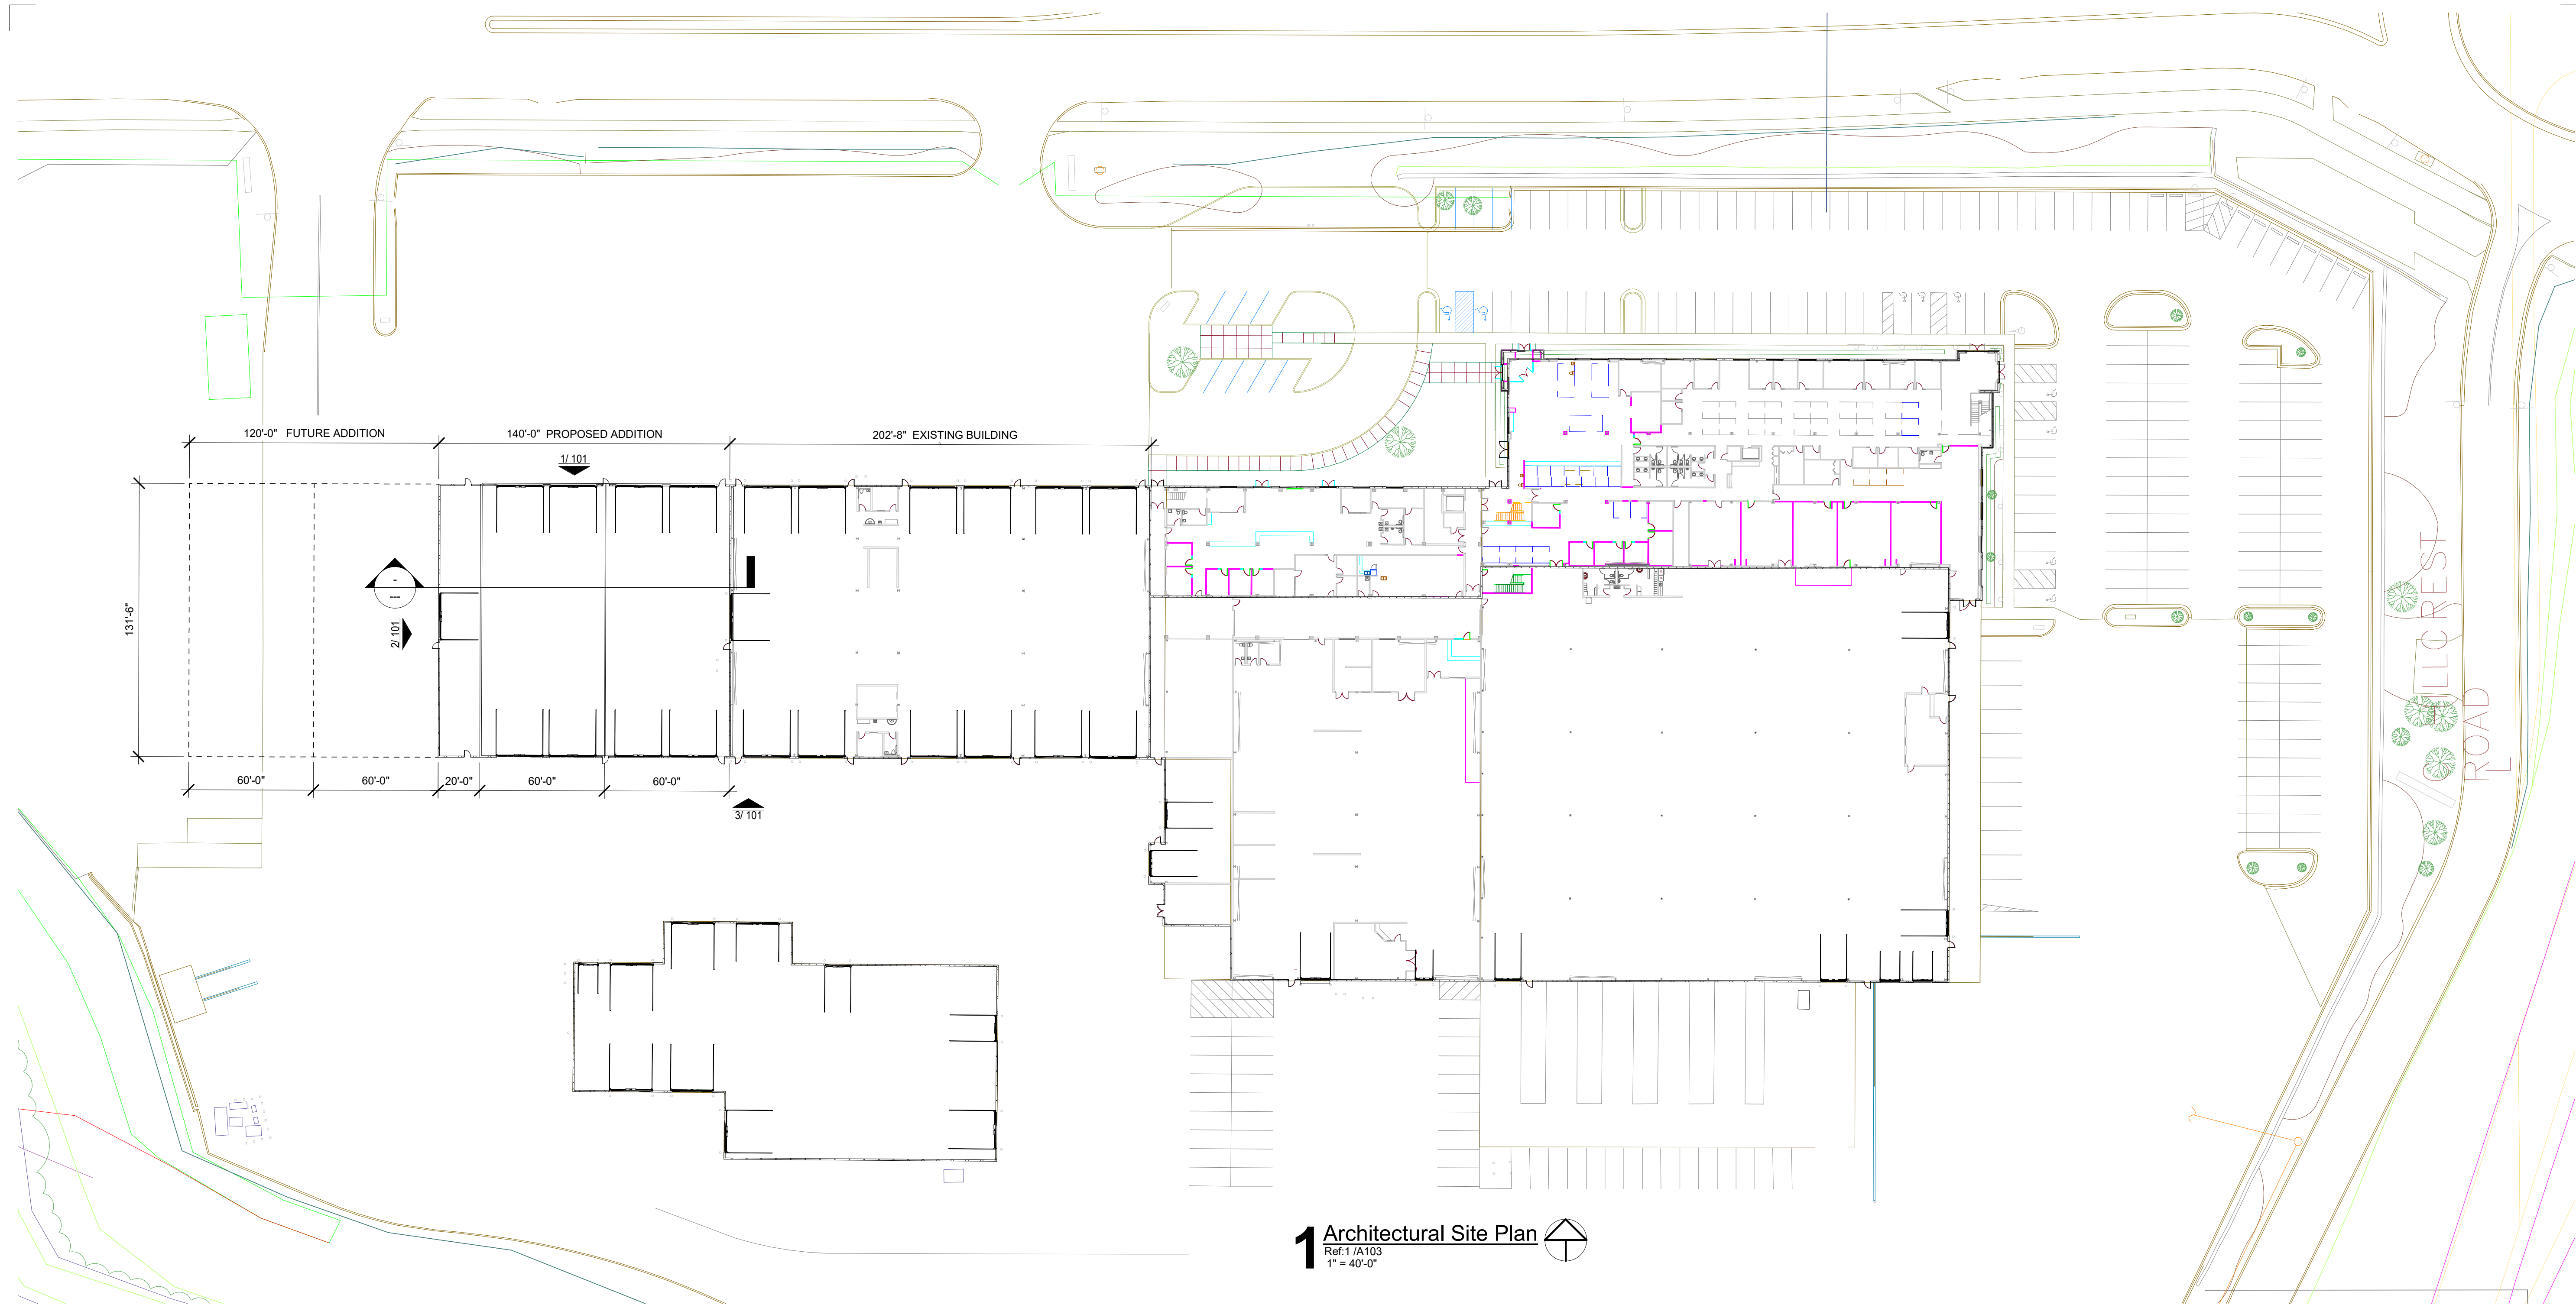 120'-0" FUTURE ADDITION
140'-0" PROPOSED ADDITION
202'-8" EXISTING BUILDING
1/ 101
131'-6"
-
---
2/ 101
60'-0"
60'-0"
20'-0"
60'-0"
60'-0"
3/ 101
HILLCREST
ROAD
1 Architectural Site Plan
Ref:1 /A103
1" = 40'-0"